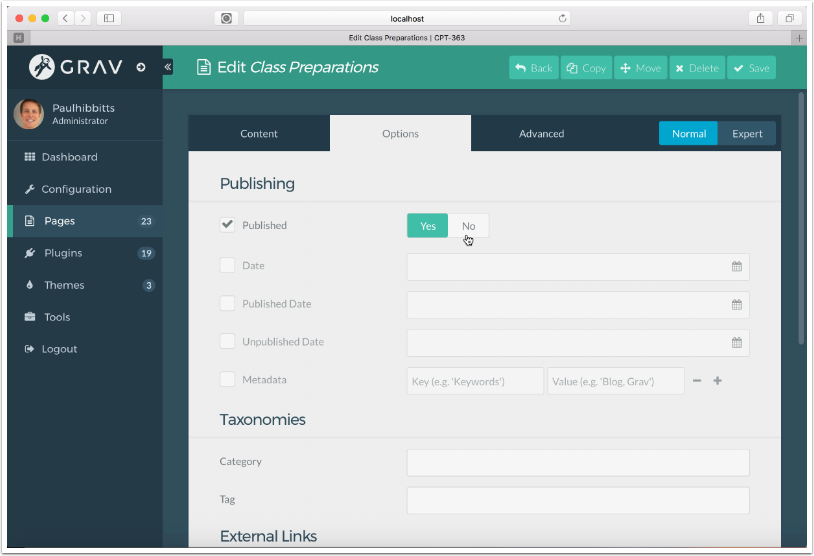 localhost
H
Edit Class Preparations | CPT-363
GRAV
Edit Class Preparations
Back
Copy
Move
Delete
Save
Paulhibbitts
Administrator
Dashboard
Configuration
Pages 23
Plugins 19
Themes 3
Tools
Logout
Content
Options
Advanced
Normal
Expert
Publishing
Published
Yes
No
Date
Published Date
Unpublished Date
Metadata
Key (e.g. 'Keywords')
Value (e.g. 'Blog, Grav')
Taxonomies
Category
Tag
External Links